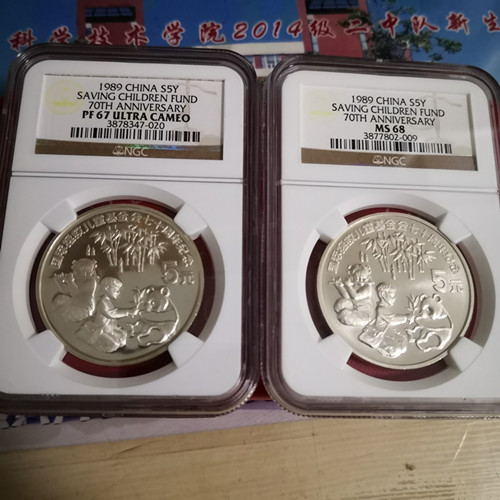 科学技术学院2014级二中队新生
1989 CHINA S5Y
SAVING CHILDREN FUND
70TH ANNIVERSARY
PF 67 ULTRA CAMEO
3878347-020
NGC
5元
1989 CHINA S5Y
SAVING CHILDREN FUND
70TH ANNIVERSARY
MS 68
3877802-009
NGC
5元